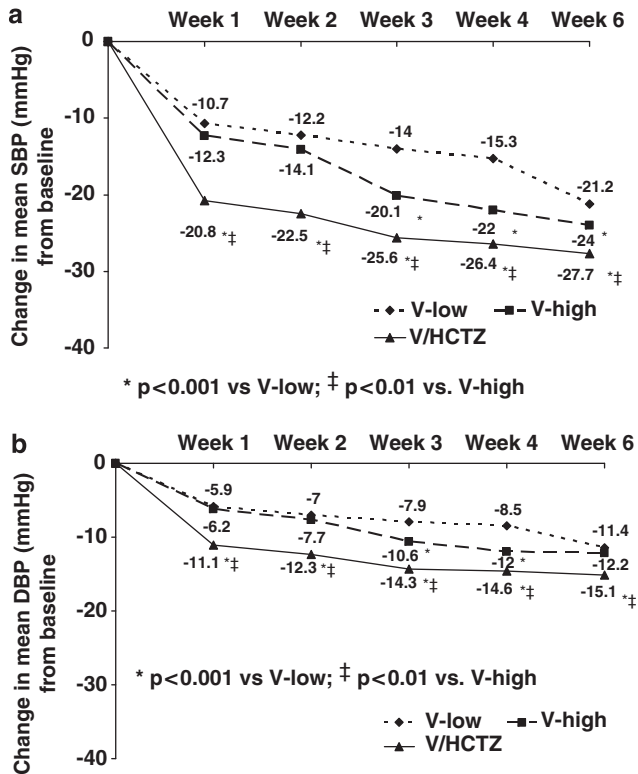 a
Week 1 Week 2 Week 3 Week 4 Week 6
Change in mean SBP (mmHg)
from baseline
0
-10
-20
-30
-40
-10.7 -12.2 -14 -15.3 -21.2
-12.3 -14.1 -20.1 * -22 * -24 *
-20.8 *‡ -22.5 *‡ -25.6 *‡ -26.4 *‡ -27.7 *‡
V-low V-high
V/HCTZ
* p<0.001 vs V-low; ‡ p<0.01 vs. V-high
b
Week 1 Week 2 Week 3 Week 4 Week 6
Change in mean DBP (mmHg)
from baseline
0
-10
-20
-30
-40
-5.9 -7 -7.9 -8.5 -11.4
-6.2 -7.7 -10.6 * -12 * -12.2
-11.1 *‡ -12.3 *‡ -14.3 *‡ -14.6 *‡ -15.1 *‡
* p<0.001 vs V-low; ‡ p<0.01 vs. V-high
V-low V-high
V/HCTZ